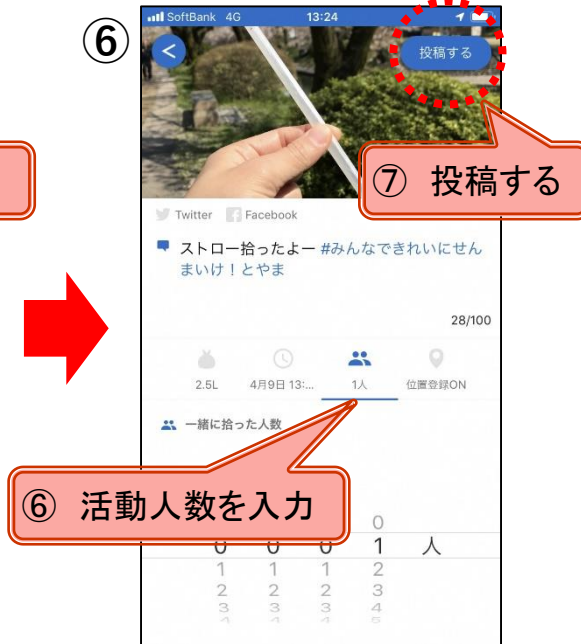 ⑥
SoftBank 4G 13:24
投稿する
⑦ 投稿する
Twitter Facebook
ストロー拾ったよー #みんなできれいにせん
まいけ!とやま
28/100
2.5L 4月9日 13:... 1人 位置登録ON
一緒に拾った人数
⑥ 活動人数を入力
0
0 0 0 1 人
1 1 1 2
2 2 2 3
3 3 3 4
4 4 4 5